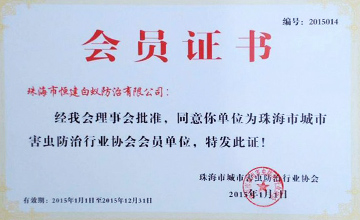 编号：2015014
会员证书
珠海市恒建白蚁防治有限公司：
经我会理事会批准，同意你单位为珠海市城市
害虫防治行业协会会员单位，特发此证！
珠海市城市害虫防治行业协会
2015年1月1日
有效期：2015年1月1日至2015年12月31日